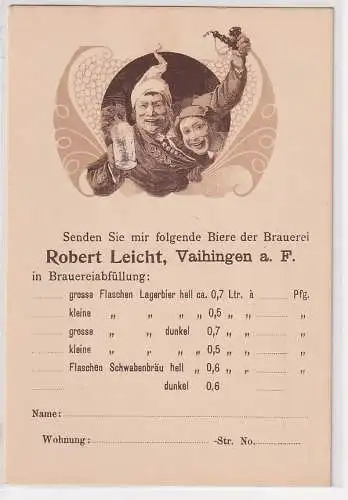 Senden Sie mir folgende Biere der Brauerei
Robert Leicht, Vaihingen a. F.
in Brauereiabfüllung:
........ grosse Flaschen Lagerbier hell ca. 0,7 Ltr. à ............ Pfg.
........ kleine „ „ „ „ 0,5 „ „ ............ „
........ grosse „ „ dunkel 0,7 „ „ ............ „
........ kleine „ „ „ 0,5 „ „ ............ „
........ Flaschen Schwabenbräu hell „ 0,6 „ „ ............ „
dunkel 0,6
Name: ........................
Wohnung: ........................-Str. No. ............